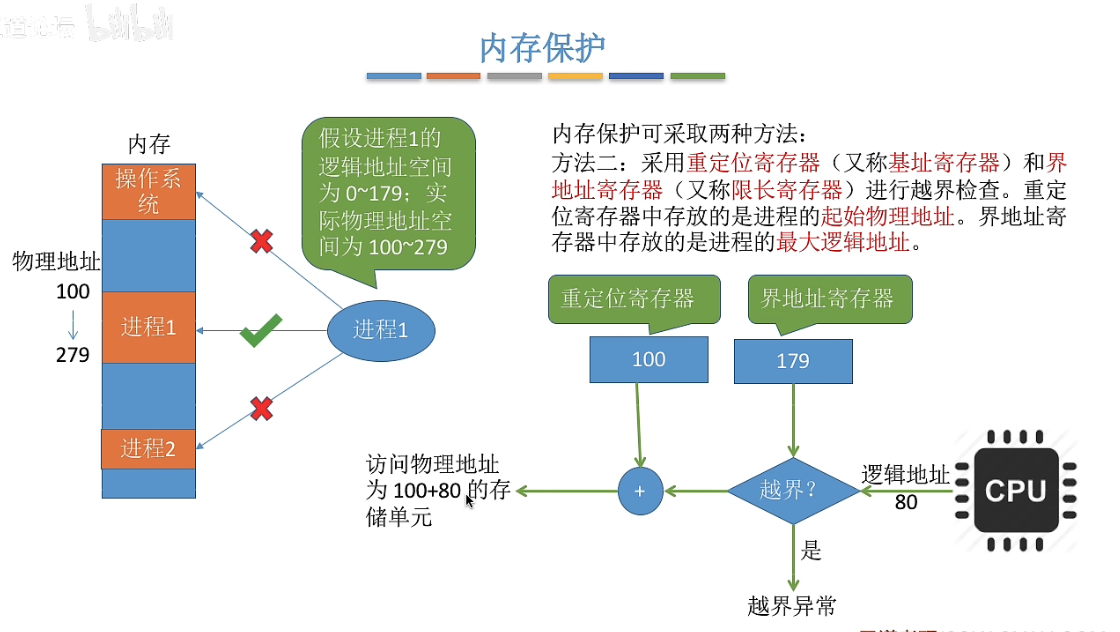 bilibili
内存保护
内存
操作系
统
物理地址
100
279
进程1
进程2
假设进程1的
逻辑地址空间
为 0~179；实
际物理地址空
间为 100~279
进程1
内存保护可采取两种方法：
方法二：采用重定位寄存器（又称基址寄存器）和界
地址寄存器（又称限长寄存器）进行越界检查。重定
位寄存器中存放的是进程的起始物理地址。界地址寄
存器中存放的是进程的最大逻辑地址。
重定位寄存器
界地址寄存器
100
179
访问物理地址
为 100+80 的存
储单元
+
越界？
逻辑地址
80
CPU
是
越界异常